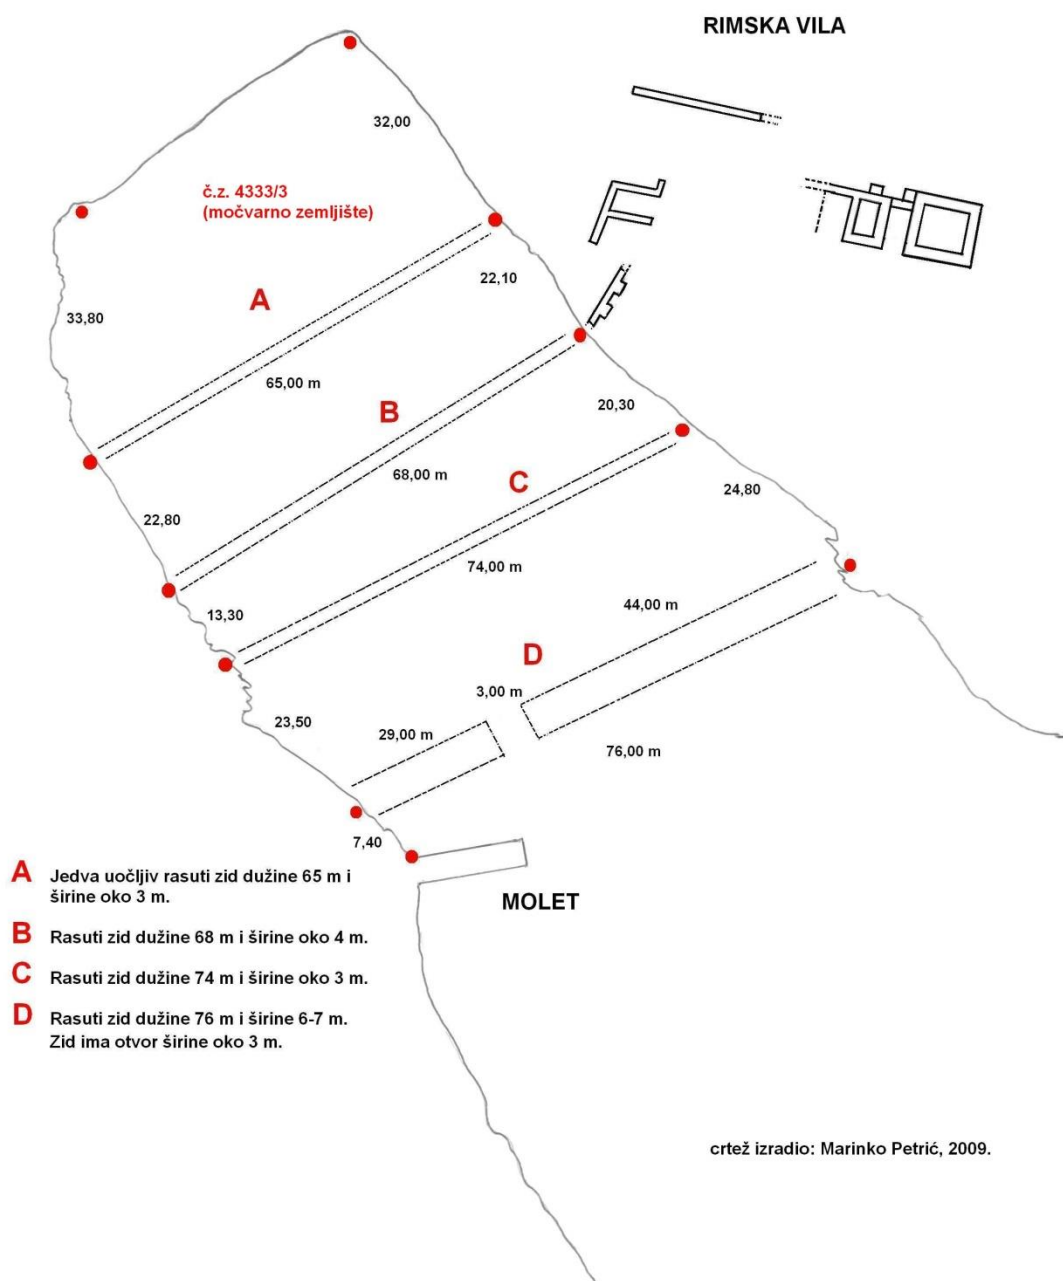 RIMSKA VILA
32,00
č.z. 4333/3
(močvarno zemljište)
22,10
A
33,80
65,00 m
B
20,30
68,00 m
C
24,80
22,80
74,00 m
13,30
44,00 m
D
3,00 m
23,50
29,00 m
76,00 m
7,40
MOLET
A Jedva uočljiv rasuti zid dužine 65 m i
širine oko 3 m.
B Rasuti zid dužine 68 m i širine oko 4 m.
C Rasuti zid dužine 74 m i širine oko 3 m.
D Rasuti zid dužine 76 m i širine 6-7 m.
Zid ima otvor širine oko 3 m.
crtež izradio: Marinko Petrić, 2009.